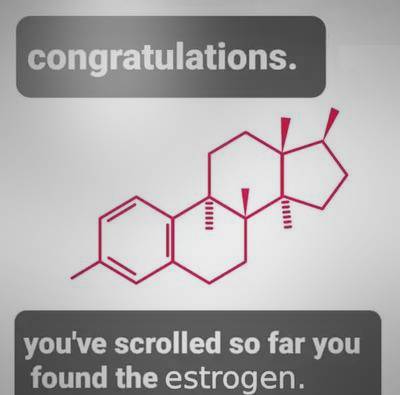 congratulations.
you've scrolled so far you
found the estrogen.